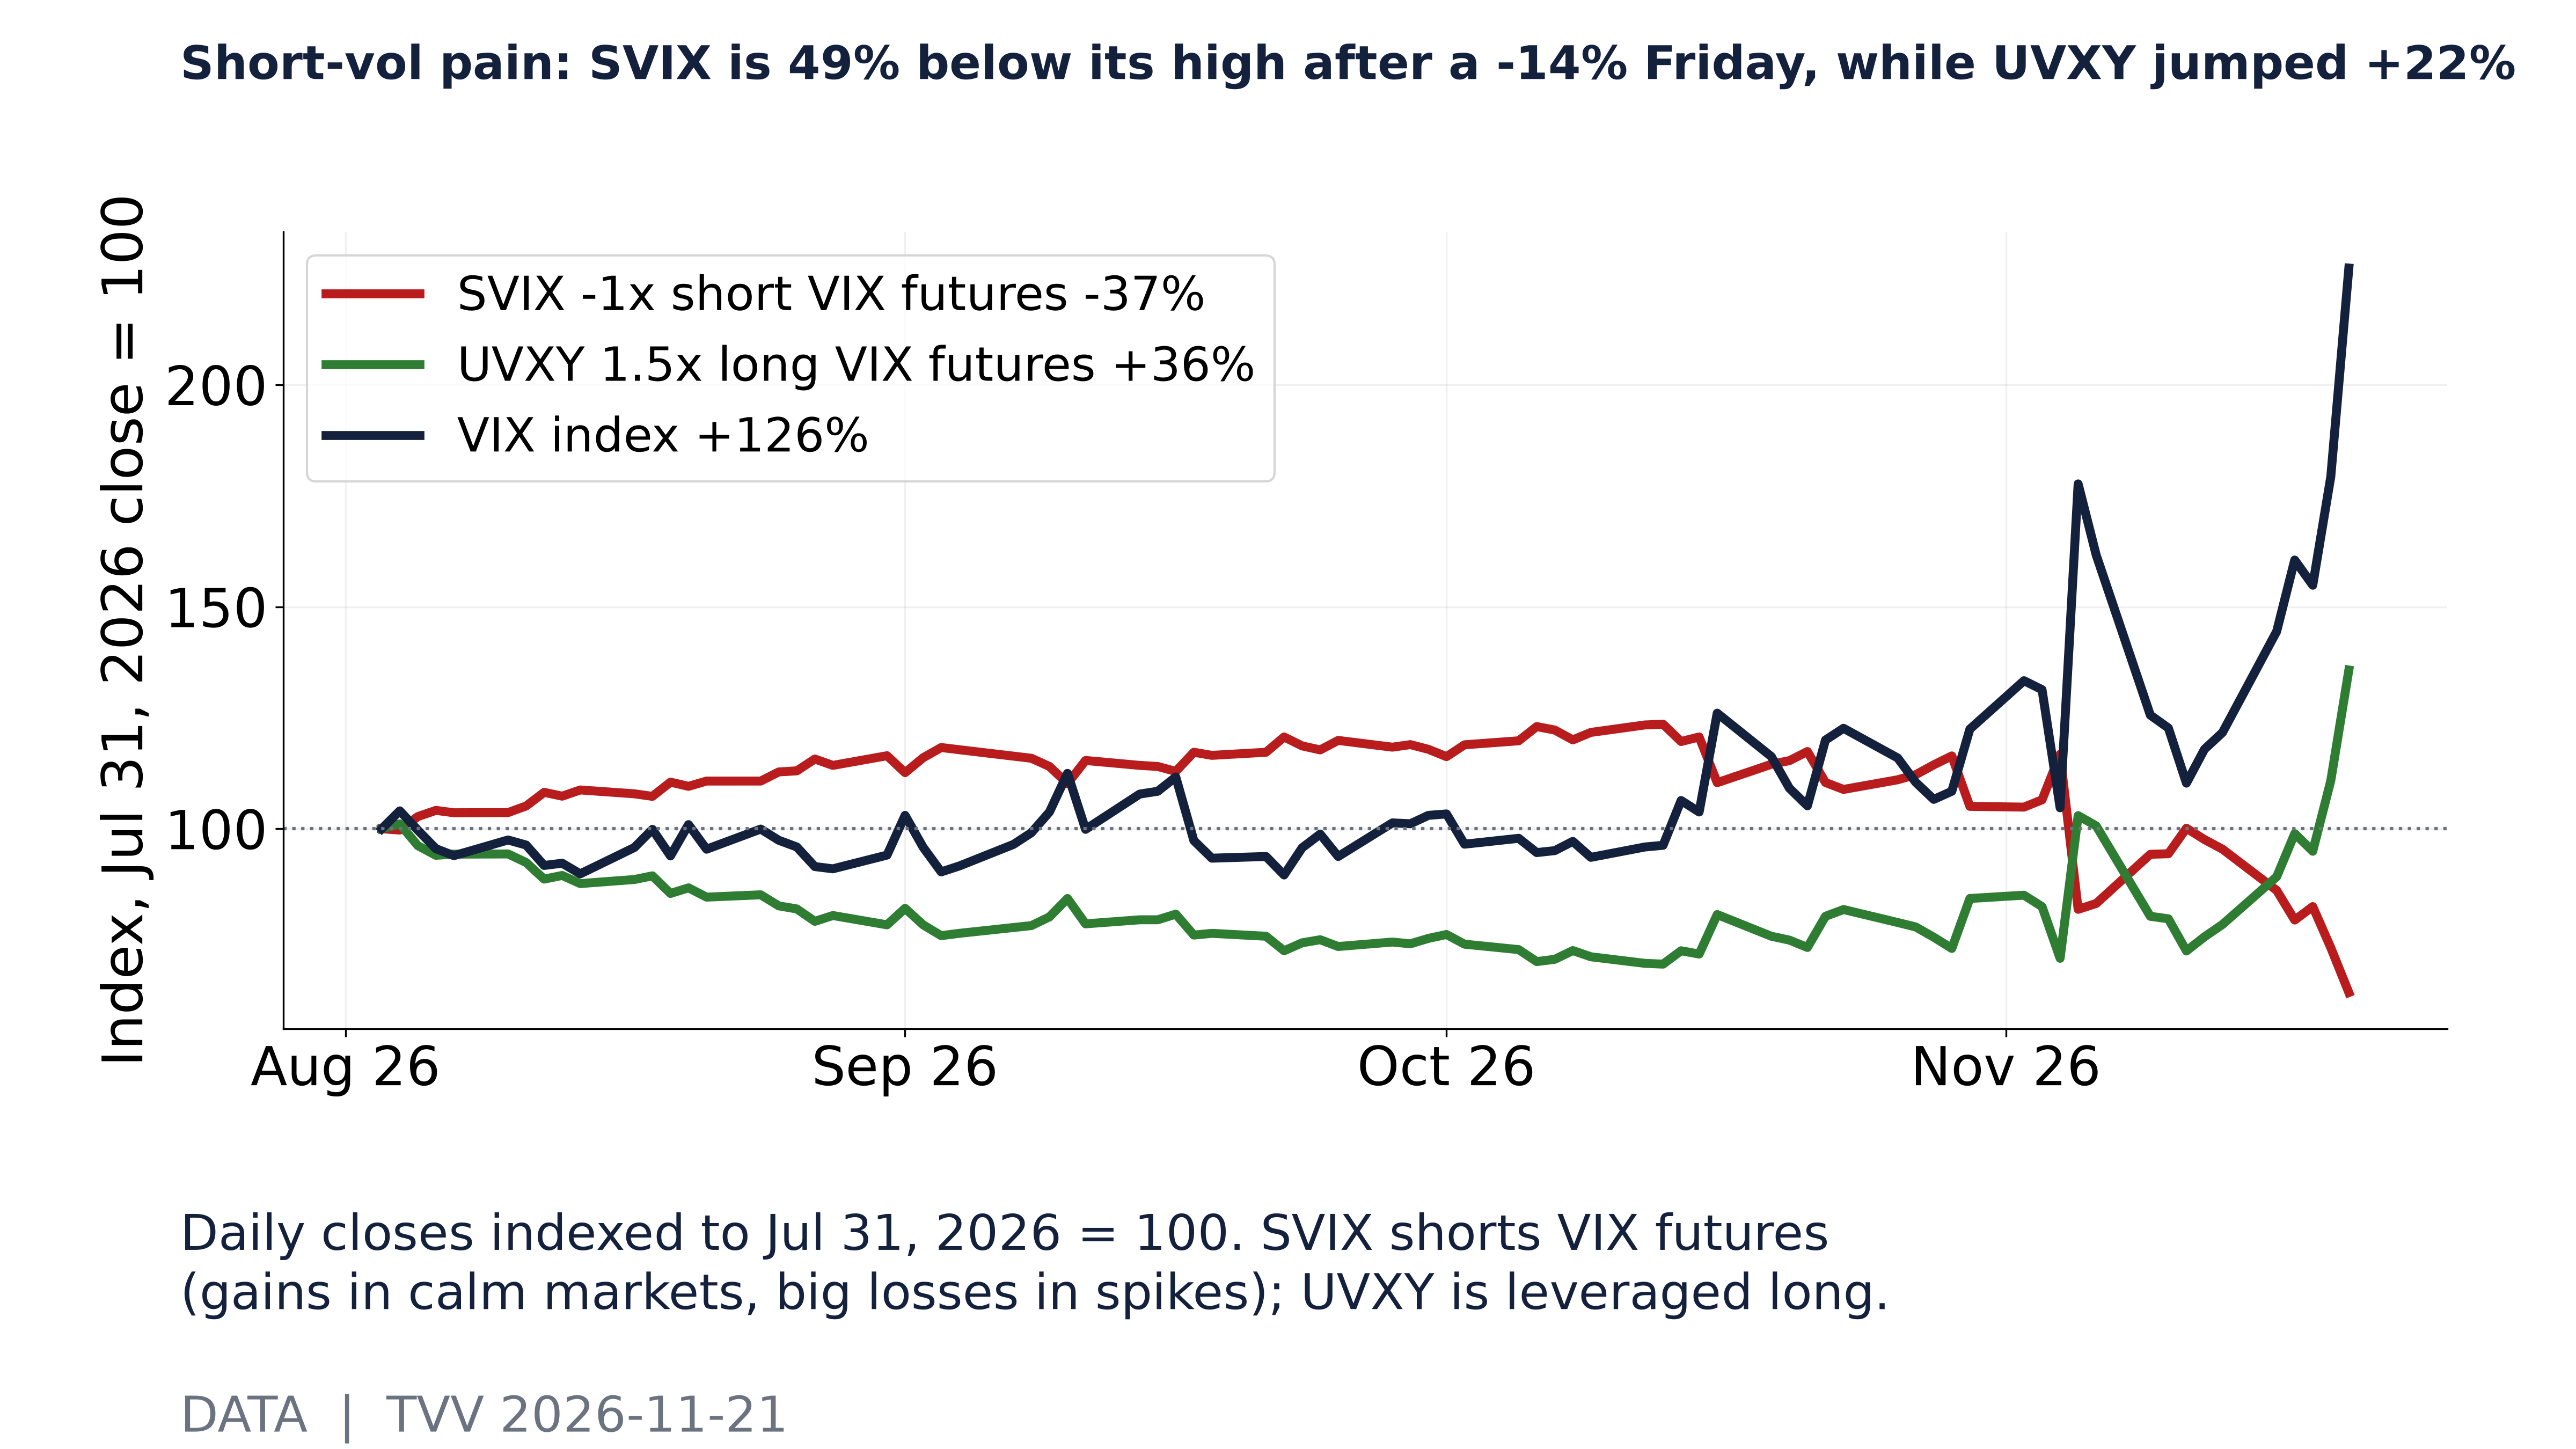 Short-vol pain: SVIX is 49% below its high after a -14% Friday, while UVXY jumped +22%
Index, Jul 31, 2026 close = 100
SVIX -1x short VIX futures -37%
UVXY 1.5x long VIX futures +36%
VIX index +126%
200
150
100
Aug 26
Sep 26
Oct 26
Nov 26
Daily closes indexed to Jul 31, 2026 = 100. SVIX shorts VIX futures
(gains in calm markets, big losses in spikes); UVXY is leveraged long.
DATA | TVV 2026-11-21